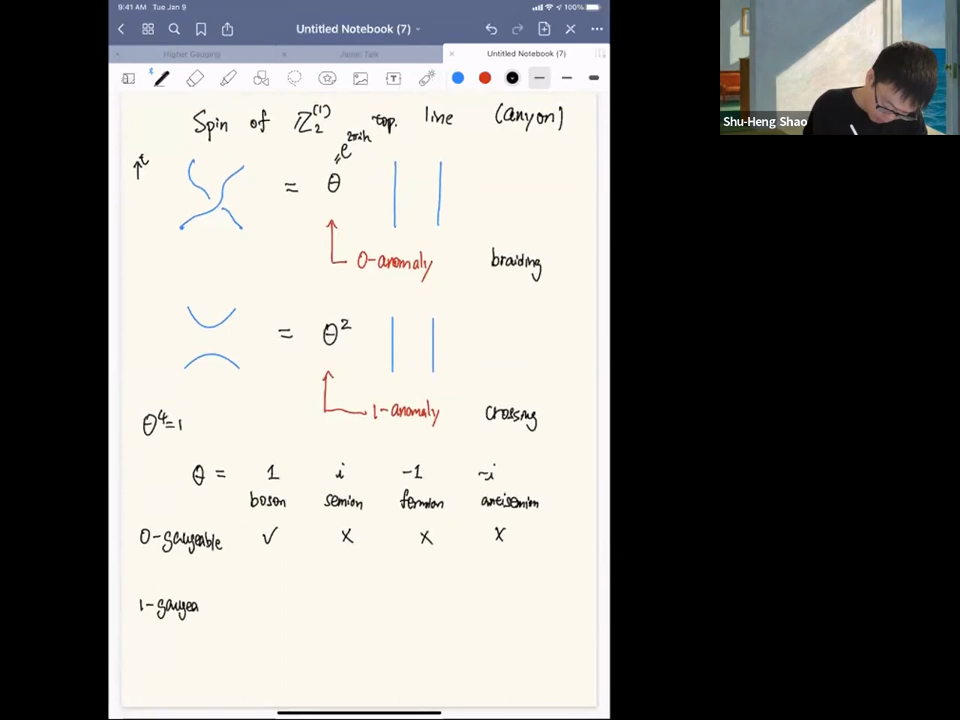 9:41 AM Tue Jan 9
100%
Untitled Notebook (7)
Higher Gauging
Untitled Notebook (7)
Shu-Heng Shao
Spin of ℤ₂⁽¹⁾ top. line (anyon)
↑t
= θ = e^{2πih}
0-anomaly
braiding
= θ²
1-anomaly
crossing
θ⁴=1
θ = 1 i -1 -i
boson semion fermion antisemion
0-gaugeable ✓ x x x
1-gaugea